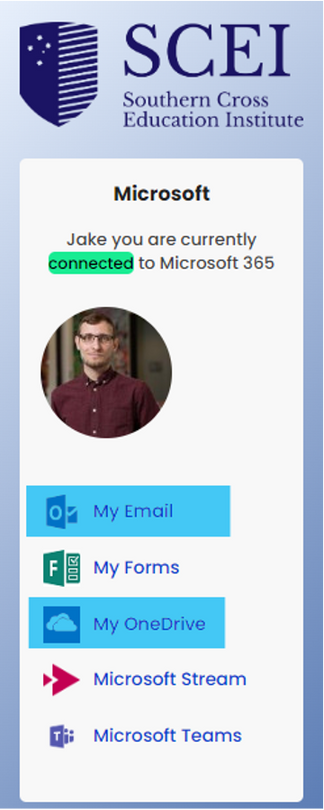 SCEI
Southern Cross
Education Institute
Microsoft
Jake you are currently
connected to Microsoft 365
My Email
My Forms
My OneDrive
Microsoft Stream
Microsoft Teams